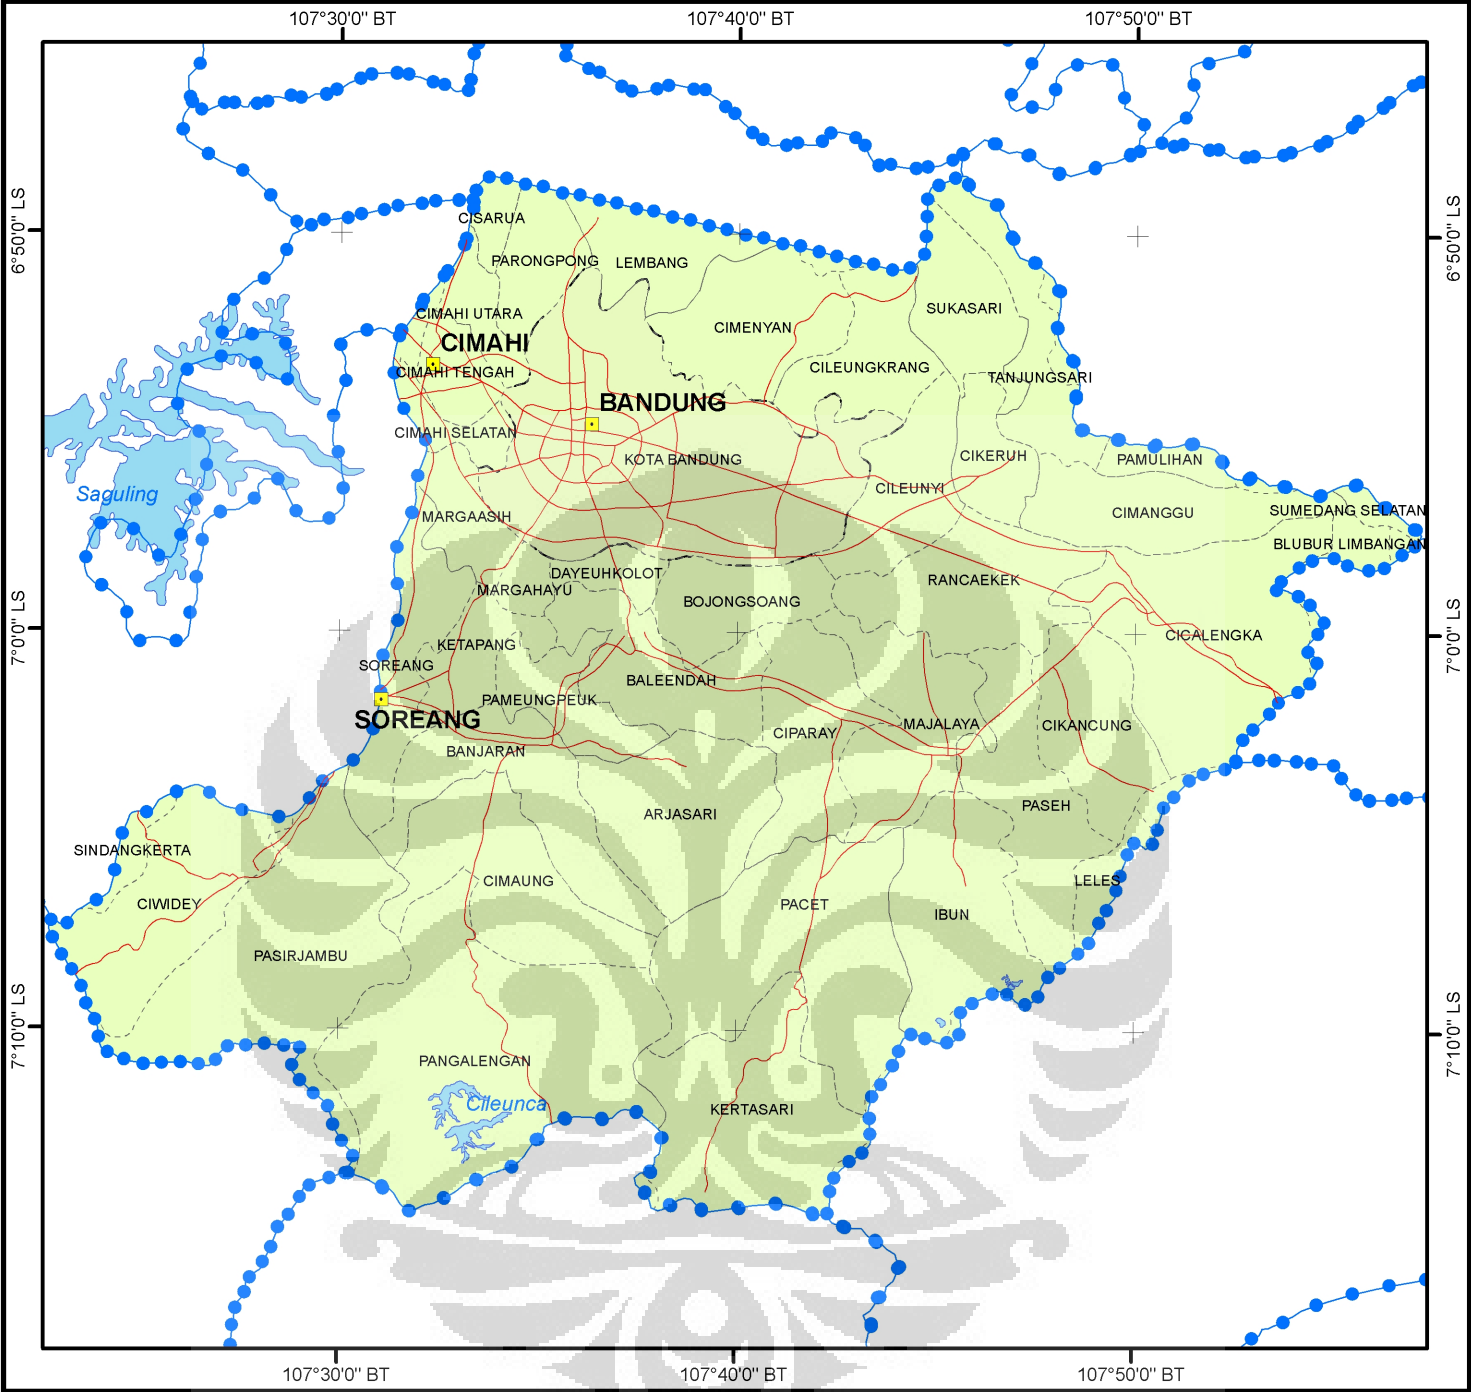 107°30'0" BT
107°40'0" BT
107°50'0" BT
6°50'0" LS
6°50'0" LS
CISARUA
PARONGPONG
LEMBANG
CIMAHI UTARA
SUKASARI
CIMENYAN
CIMAHI
CIMAHI TENGAH
CILEUNGKRANG
TANJUNGSARI
BANDUNG
CIMAHI SELATAN
KOTA BANDUNG
CIKERUH
PAMULIHAN
Saguling
CILEUNYI
MARGAASIH
CIMANGGU
SUMEDANG SELATAN
BLUBUR LIMBANGAN
DAYEUHKOLOT
MARGAHAYU
RANCAEKEK
BOJONGSOANG
7°0'0" LS
7°0'0" LS
KETAPANG
CICALENGKA
SOREANG
BALEENDAH
PAMEUNGPEUK
SOREANG
CIPARAY
MAJALAYA
CIKANCUNG
BANJARAN
ARJASARI
PASEH
SINDANGKERTA
CIMAUNG
LELES
CIWIDEY
PACET
IBUN
PASIRJAMBU
7°10'0" LS
7°10'0" LS
PANGALENGAN
Cileunca
KERTASARI
107°30'0" BT
107°40'0" BT
107°50'0" BT